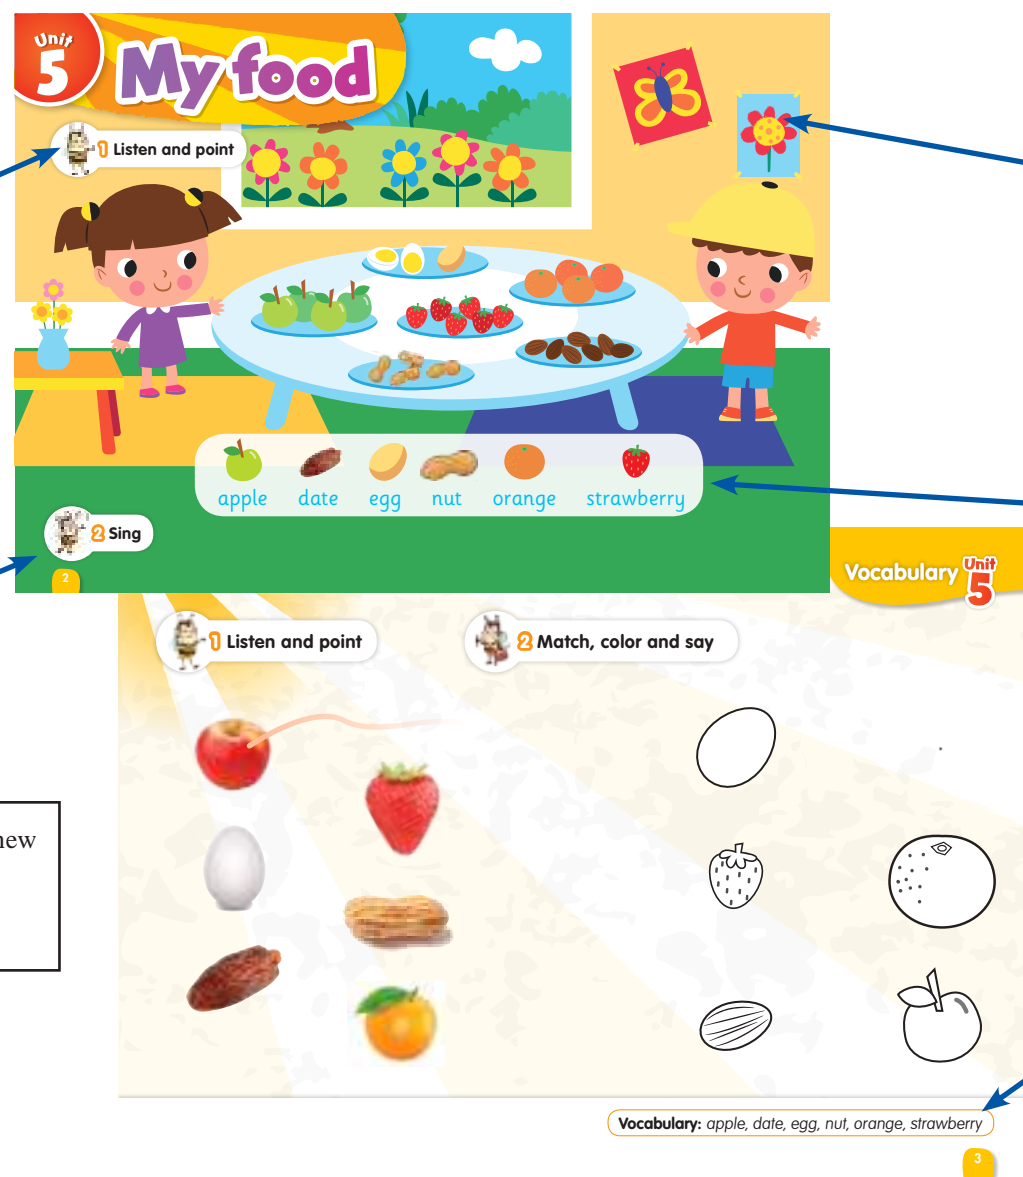 Unit
5
My food
1 Listen and point
apple date egg nut orange strawberry
2 Sing
2
Vocabulary Unit
5
1 Listen and point
2 Match, color and say
new
Vocabulary: apple, date, egg, nut, orange, strawberry
3